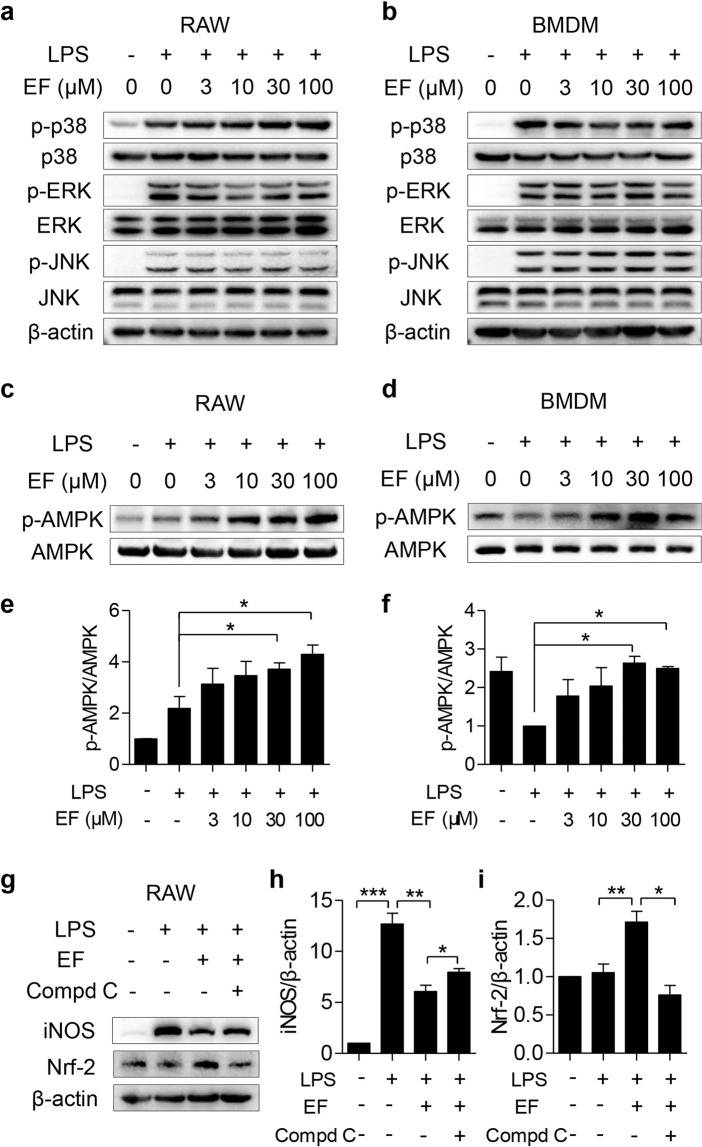 a
RAW
LPS - + + + + +
EF (µM) 0 0 3 10 30 100
p-p38
p38
p-ERK
ERK
p-JNK
JNK
β-actin
b
BMDM
LPS - + + + + +
EF (µM) 0 0 3 10 30 100
p-p38
p38
p-ERK
ERK
p-JNK
JNK
β-actin
c
RAW
LPS - + + + + +
EF (µM) 0 0 3 10 30 100
p-AMPK
AMPK
d
BMDM
LPS - + + + + +
EF (µM) 0 0 3 10 30 100
p-AMPK
AMPK
e
p-AMPK/AMPK
6
4
2
0
*
*
LPS - + + + + +
EF (µM) - - 3 10 30 100
f
p-AMPK/AMPK
4
3
2
1
0
*
*
LPS - + + + + +
EF (µM) - - 3 10 30 100
g
RAW
LPS - + + +
EF - - + +
Compd C - - - +
iNOS
Nrf-2
β-actin
h
iNOS/β-actin
15
10
5
0
*** **
*
LPS - + + +
EF - - + +
Compd C - - - +
i
Nrf-2/β-actin
2.0
1.5
1.0
0.5
0.0
** *
LPS - + + +
EF - - + +
Compd C - - - +